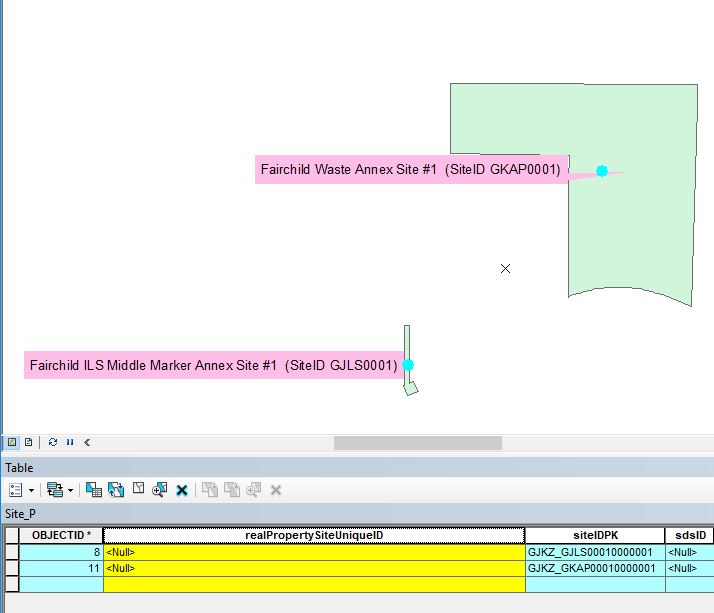 Fairchild Waste Annex Site #1 (SiteID GKAP0001)
Fairchild ILS Middle Marker Annex Site #1 (SiteID GJLS0001)
Table
Site_P
OBJECTID * realPropertySiteUniqueID siteIDPK sdsID
8 <Null> GJKZ_GJLS00010000001 <Null>
11 <Null> GJKZ_GKAP00010000001 <Null>